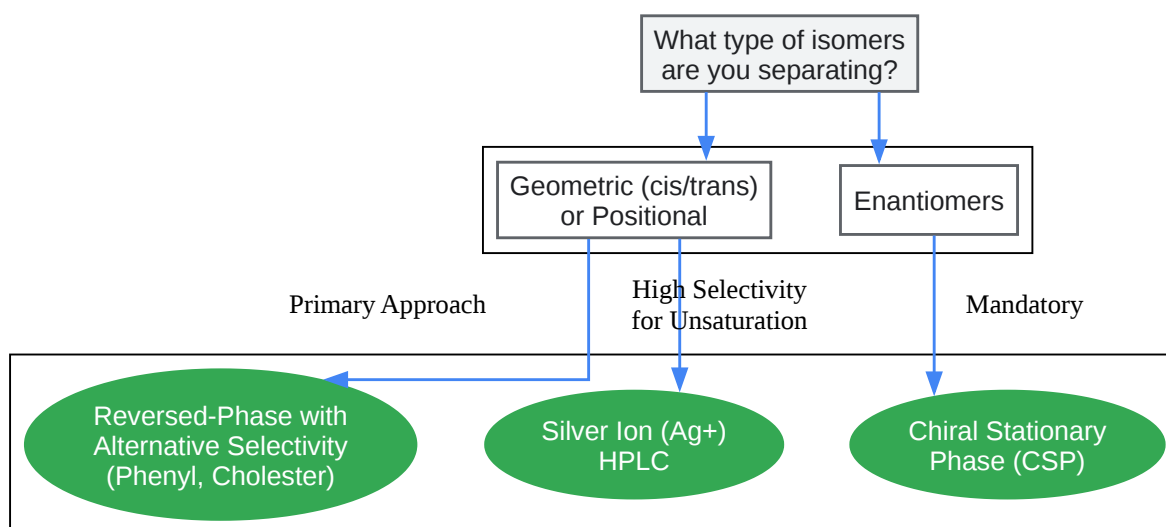 What type of isomers
are you separating?
Geometric (cis/trans)
or Positional
Enantiomers
Primary Approach
High Selectivity
for Unsaturation
Mandatory
Reversed-Phase with
Alternative Selectivity
(Phenyl, Cholester)
Silver Ion (Ag+)
HPLC
Chiral Stationary
Phase (CSP)